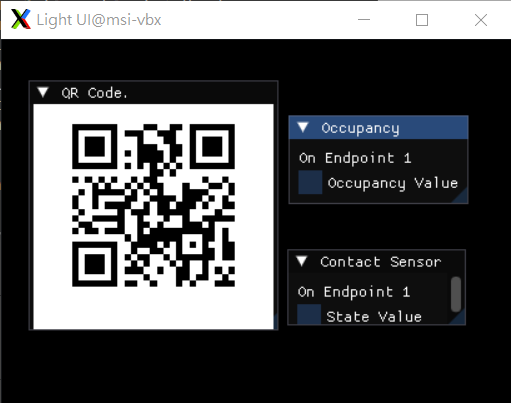 Light UI@msi-vbx
QR Code.
Occupancy
On Endpoint 1
Occupancy Value
Contact Sensor
On Endpoint 1
State Value